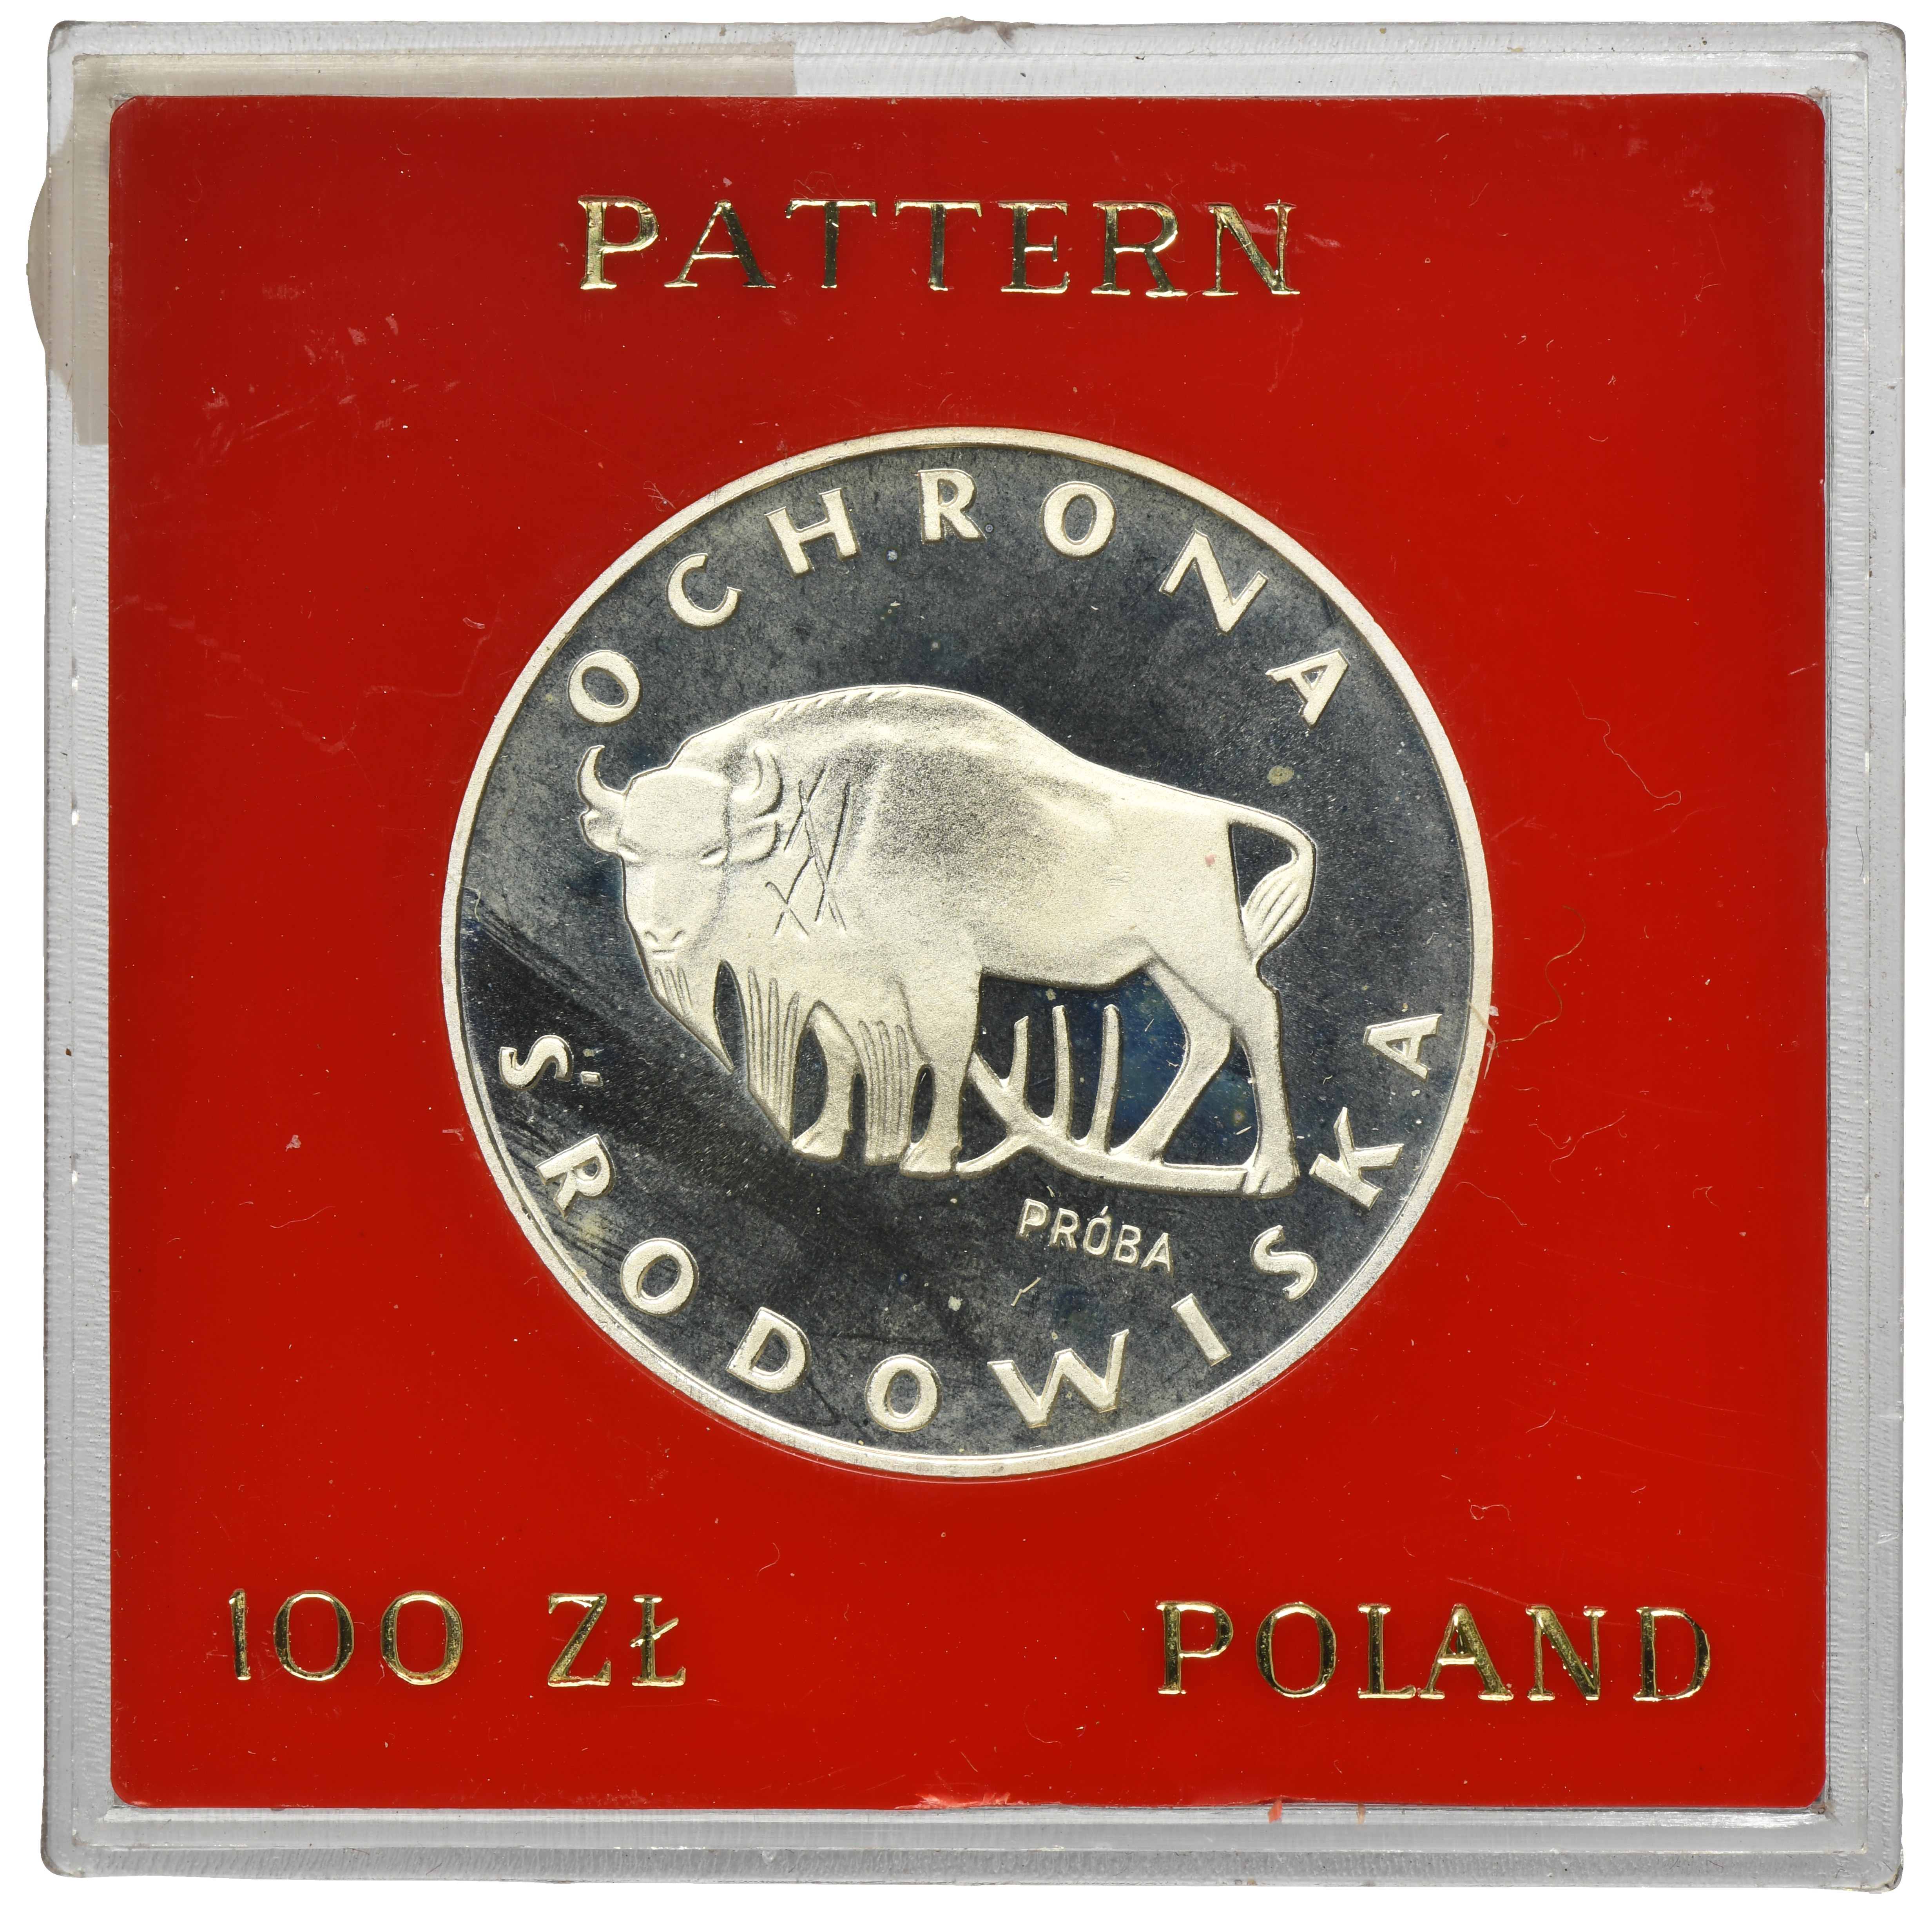 PATTERN
OCHRONA
ŚRODOWISKA
PRÓBA
100 ZŁ
POLAND